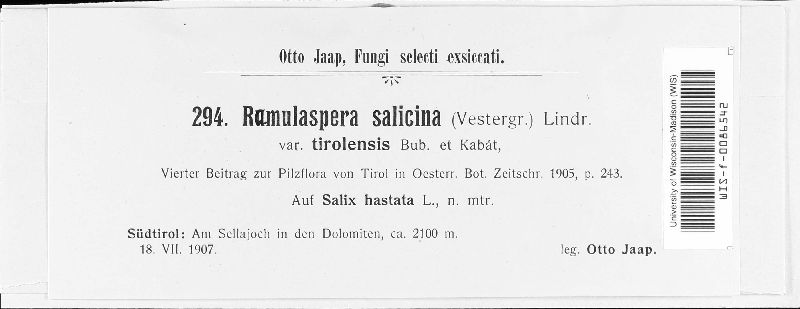 Otto Jaap, Fungi selecti exsiccati.
294. Ramulaspera salicina (Vestergr.) Lindr.
var. tirolensis Bub. et Kabát,
Vierter Beitrag zur Pilzflora von Tirol in Oesterr. Bot. Zeitschr. 1905, p. 243.
Auf Salix hastata L., n. mtr.
Südtirol: Am Sellajoch in den Dolomiten, ca. 2100 m.
18. VII. 1907.
leg. Otto Jaap.
University of Wisconsin-Madison (WIS)
WIS-f-0086542